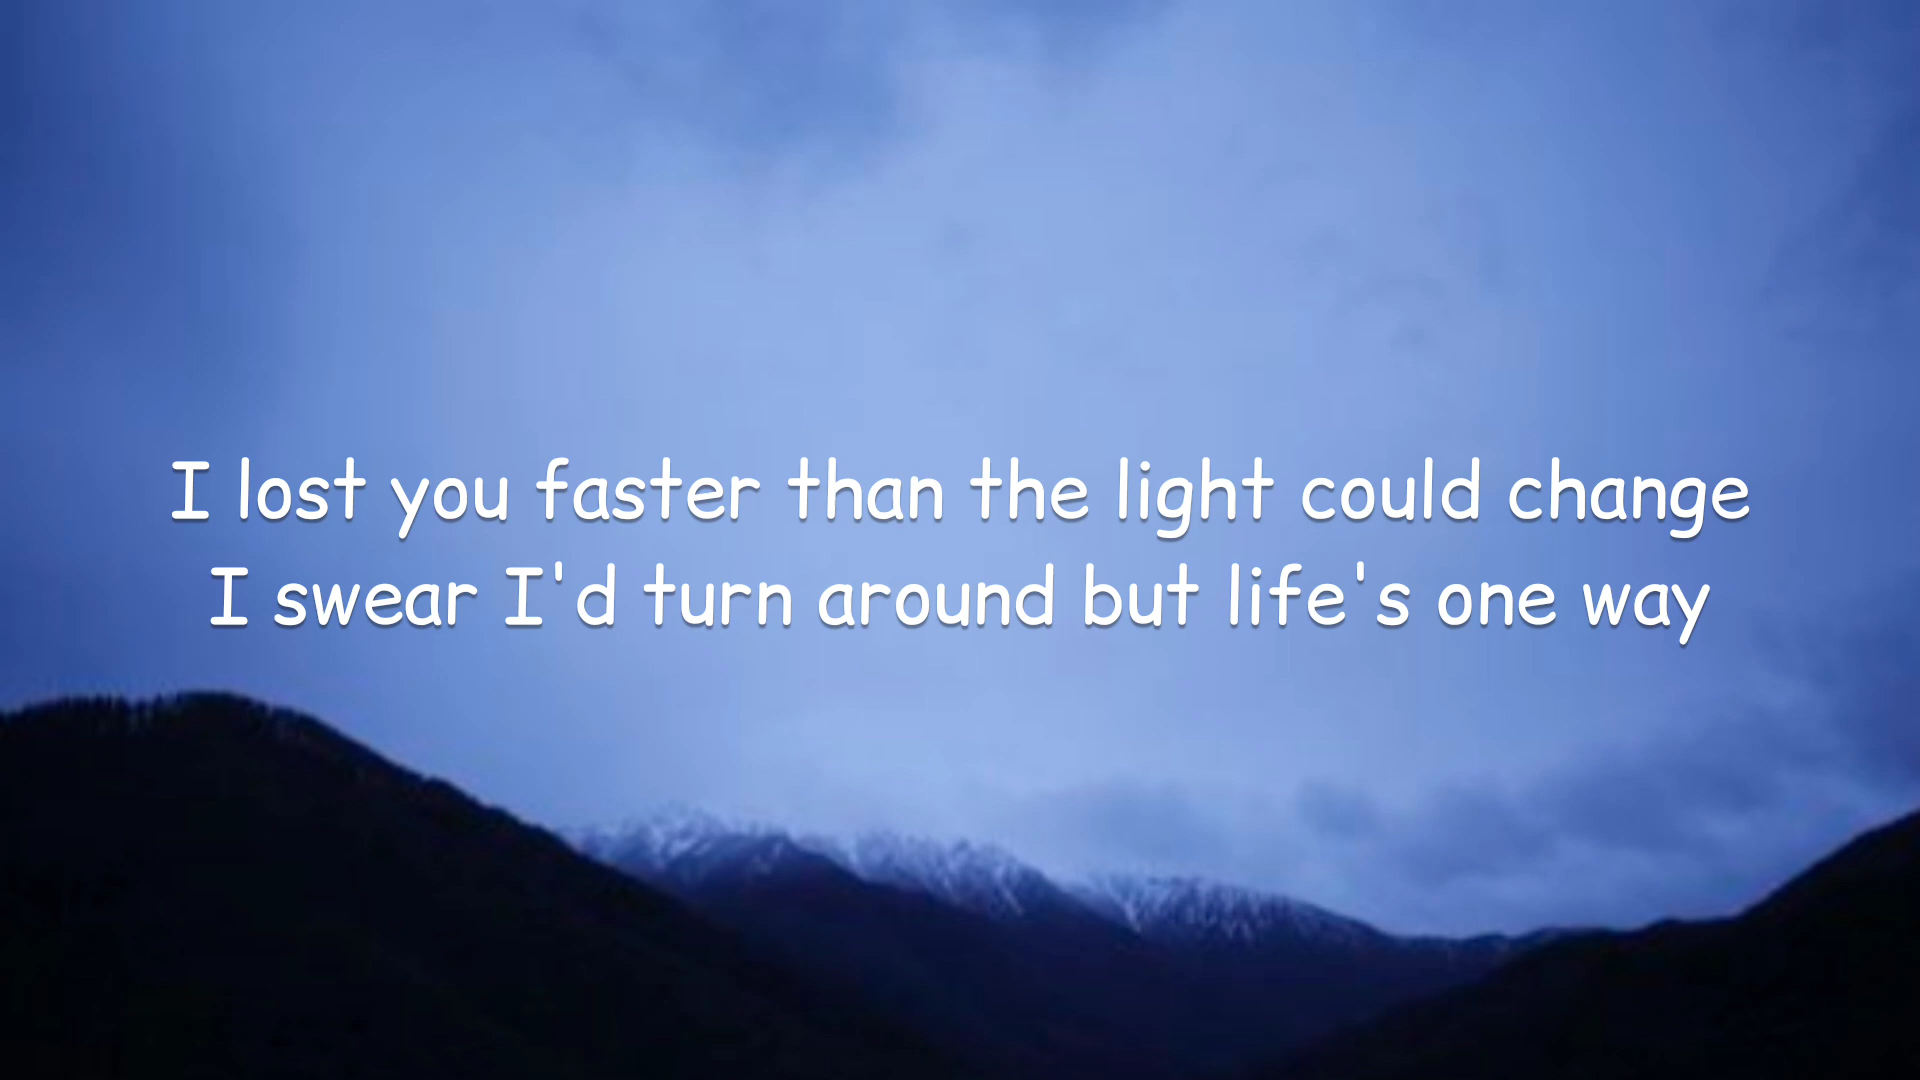 I lost you faster than the light could change
I swear I'd turn around but life's one way